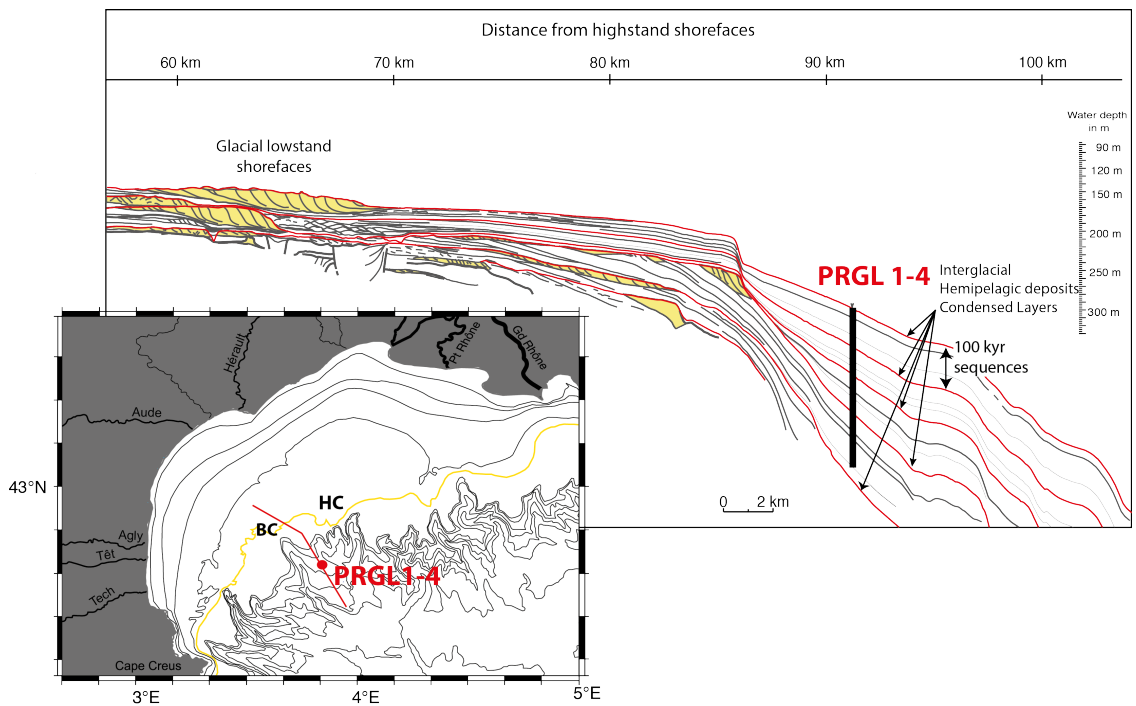 Distance from highstand shorefaces
60 km
70 km
80 km
90 km
100 km
Water depth
in m
90 m
120 m
150 m
200 m
250 m
300 m
Glacial lowstand
shorefaces
PRGL 1-4
Interglacial
Hemipelagic deposits
Condensed Layers
100 kyr
sequences
0 2 km
Hérault
Pt Rhône
Gd Rhône
Aude
43°N
HC
BC
Agly
Têt
PRGL1-4
Tech
Cape Creus
3°E
4°E
5°E